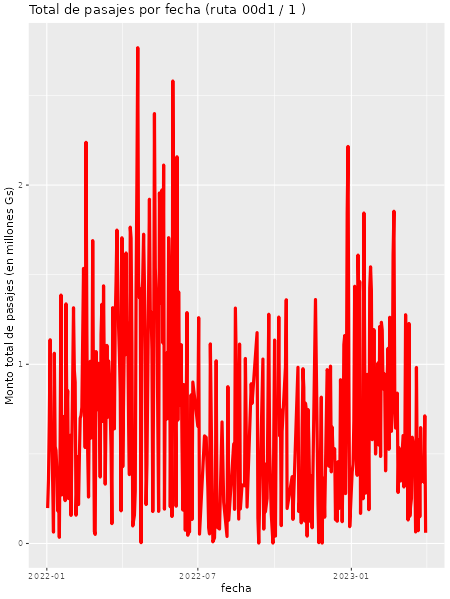 Total de pasajes por fecha (ruta 00d1 / 1 )
Monto total de pasajes (en millones Gs)
2
1
0
2022-01
2022-07
2023-01
fecha